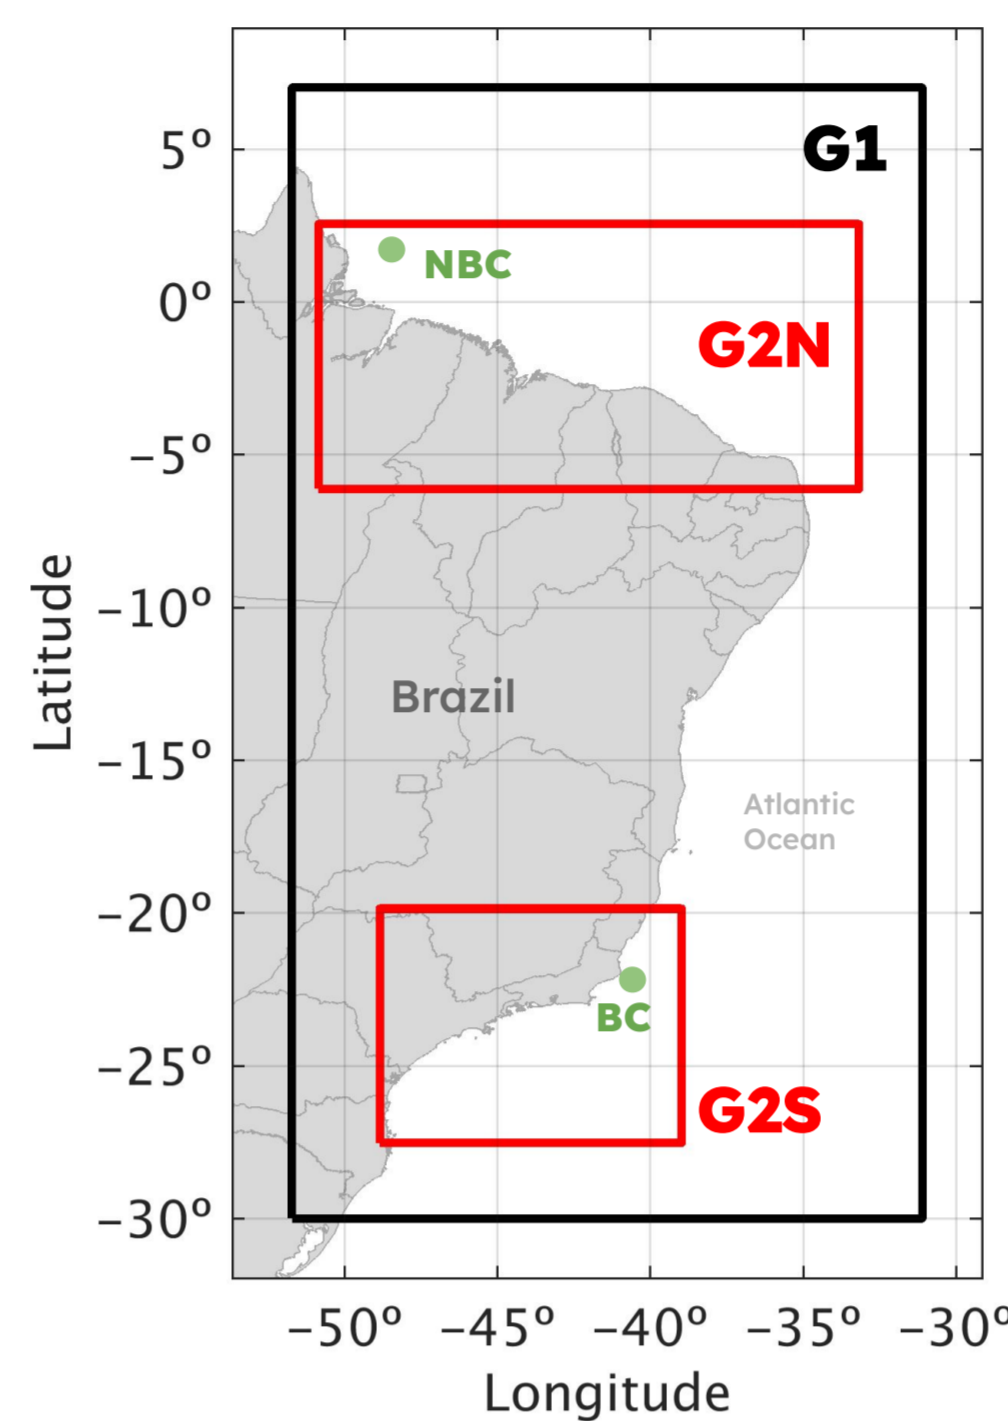 G1
5º
NBC
0º
G2N
−5º
−10º
Brazil
−15º
Atlantic
Ocean
−20º
BC
−25º
G2S
−30º
Latitude
−50º −45º −40º −35º −30º
Longitude